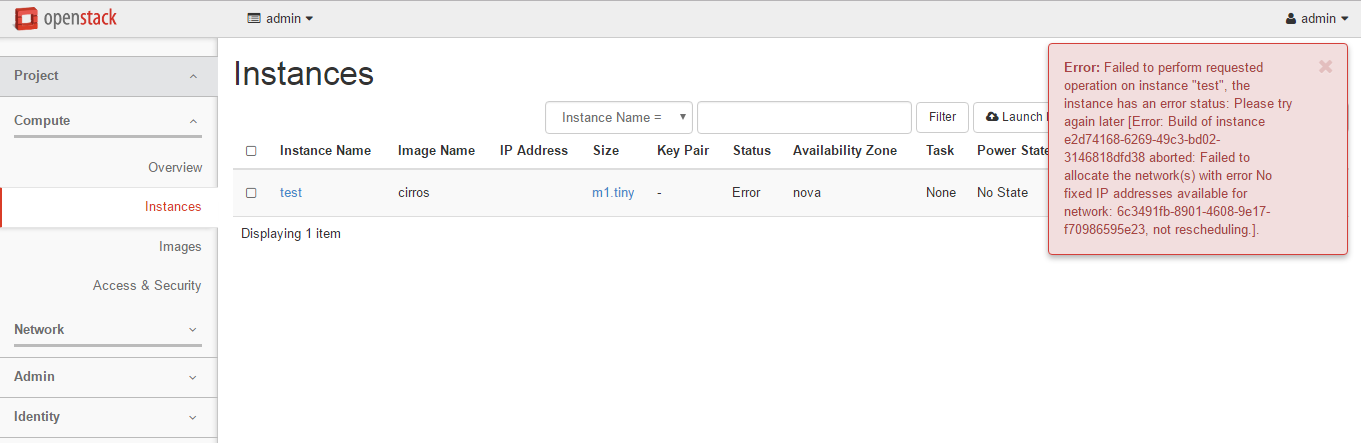 openstack
admin
admin
Project
Compute
Overview
Instances
Images
Access & Security
Network
Admin
Identity
Instances
Instance Name =
Filter
Launch
Instance Name Image Name IP Address Size Key Pair Status Availability Zone Task Power State
test cirros m1.tiny - Error nova None No State
Displaying 1 item
Error: Failed to perform requested
operation on instance "test", the
instance has an error status: Please try
again later [Error: Build of instance
e2d74168-6269-49c3-bd02-
3146818dfd38 aborted: Failed to
allocate the network(s) with error No
fixed IP addresses available for
network: 6c3491fb-8901-4608-9e17-
f70986595e23, not rescheduling.].